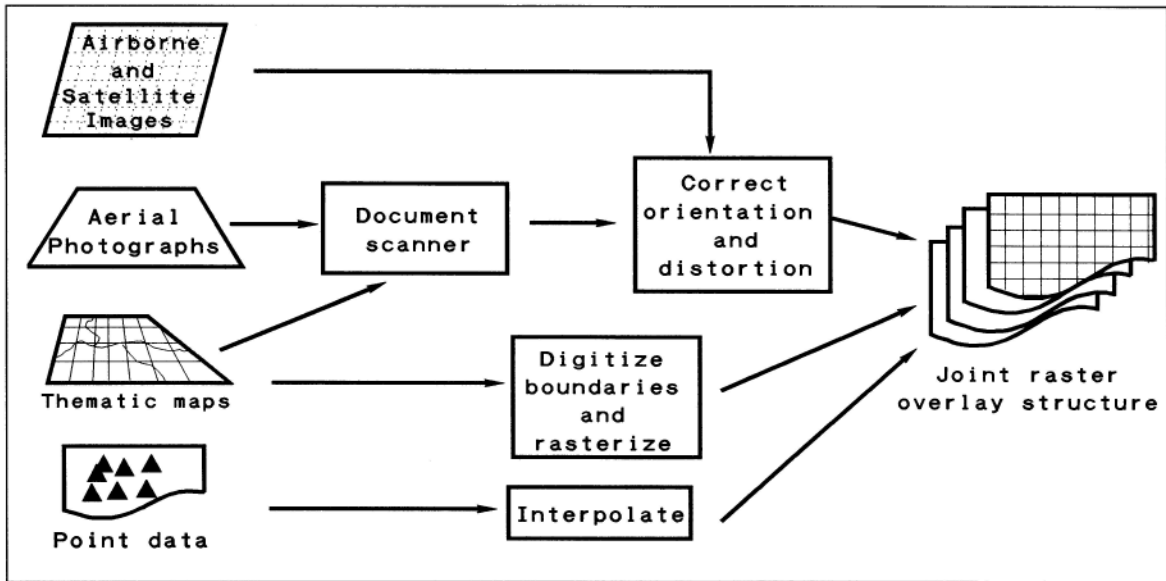 Airborne
and
Satellite
Images
Aerial
Photographs
Document
scanner
Correct
orientation
and
distortion
Thematic maps
Digitize
boundaries
and
rasterize
Joint raster
overlay structure
Point data
Interpolate